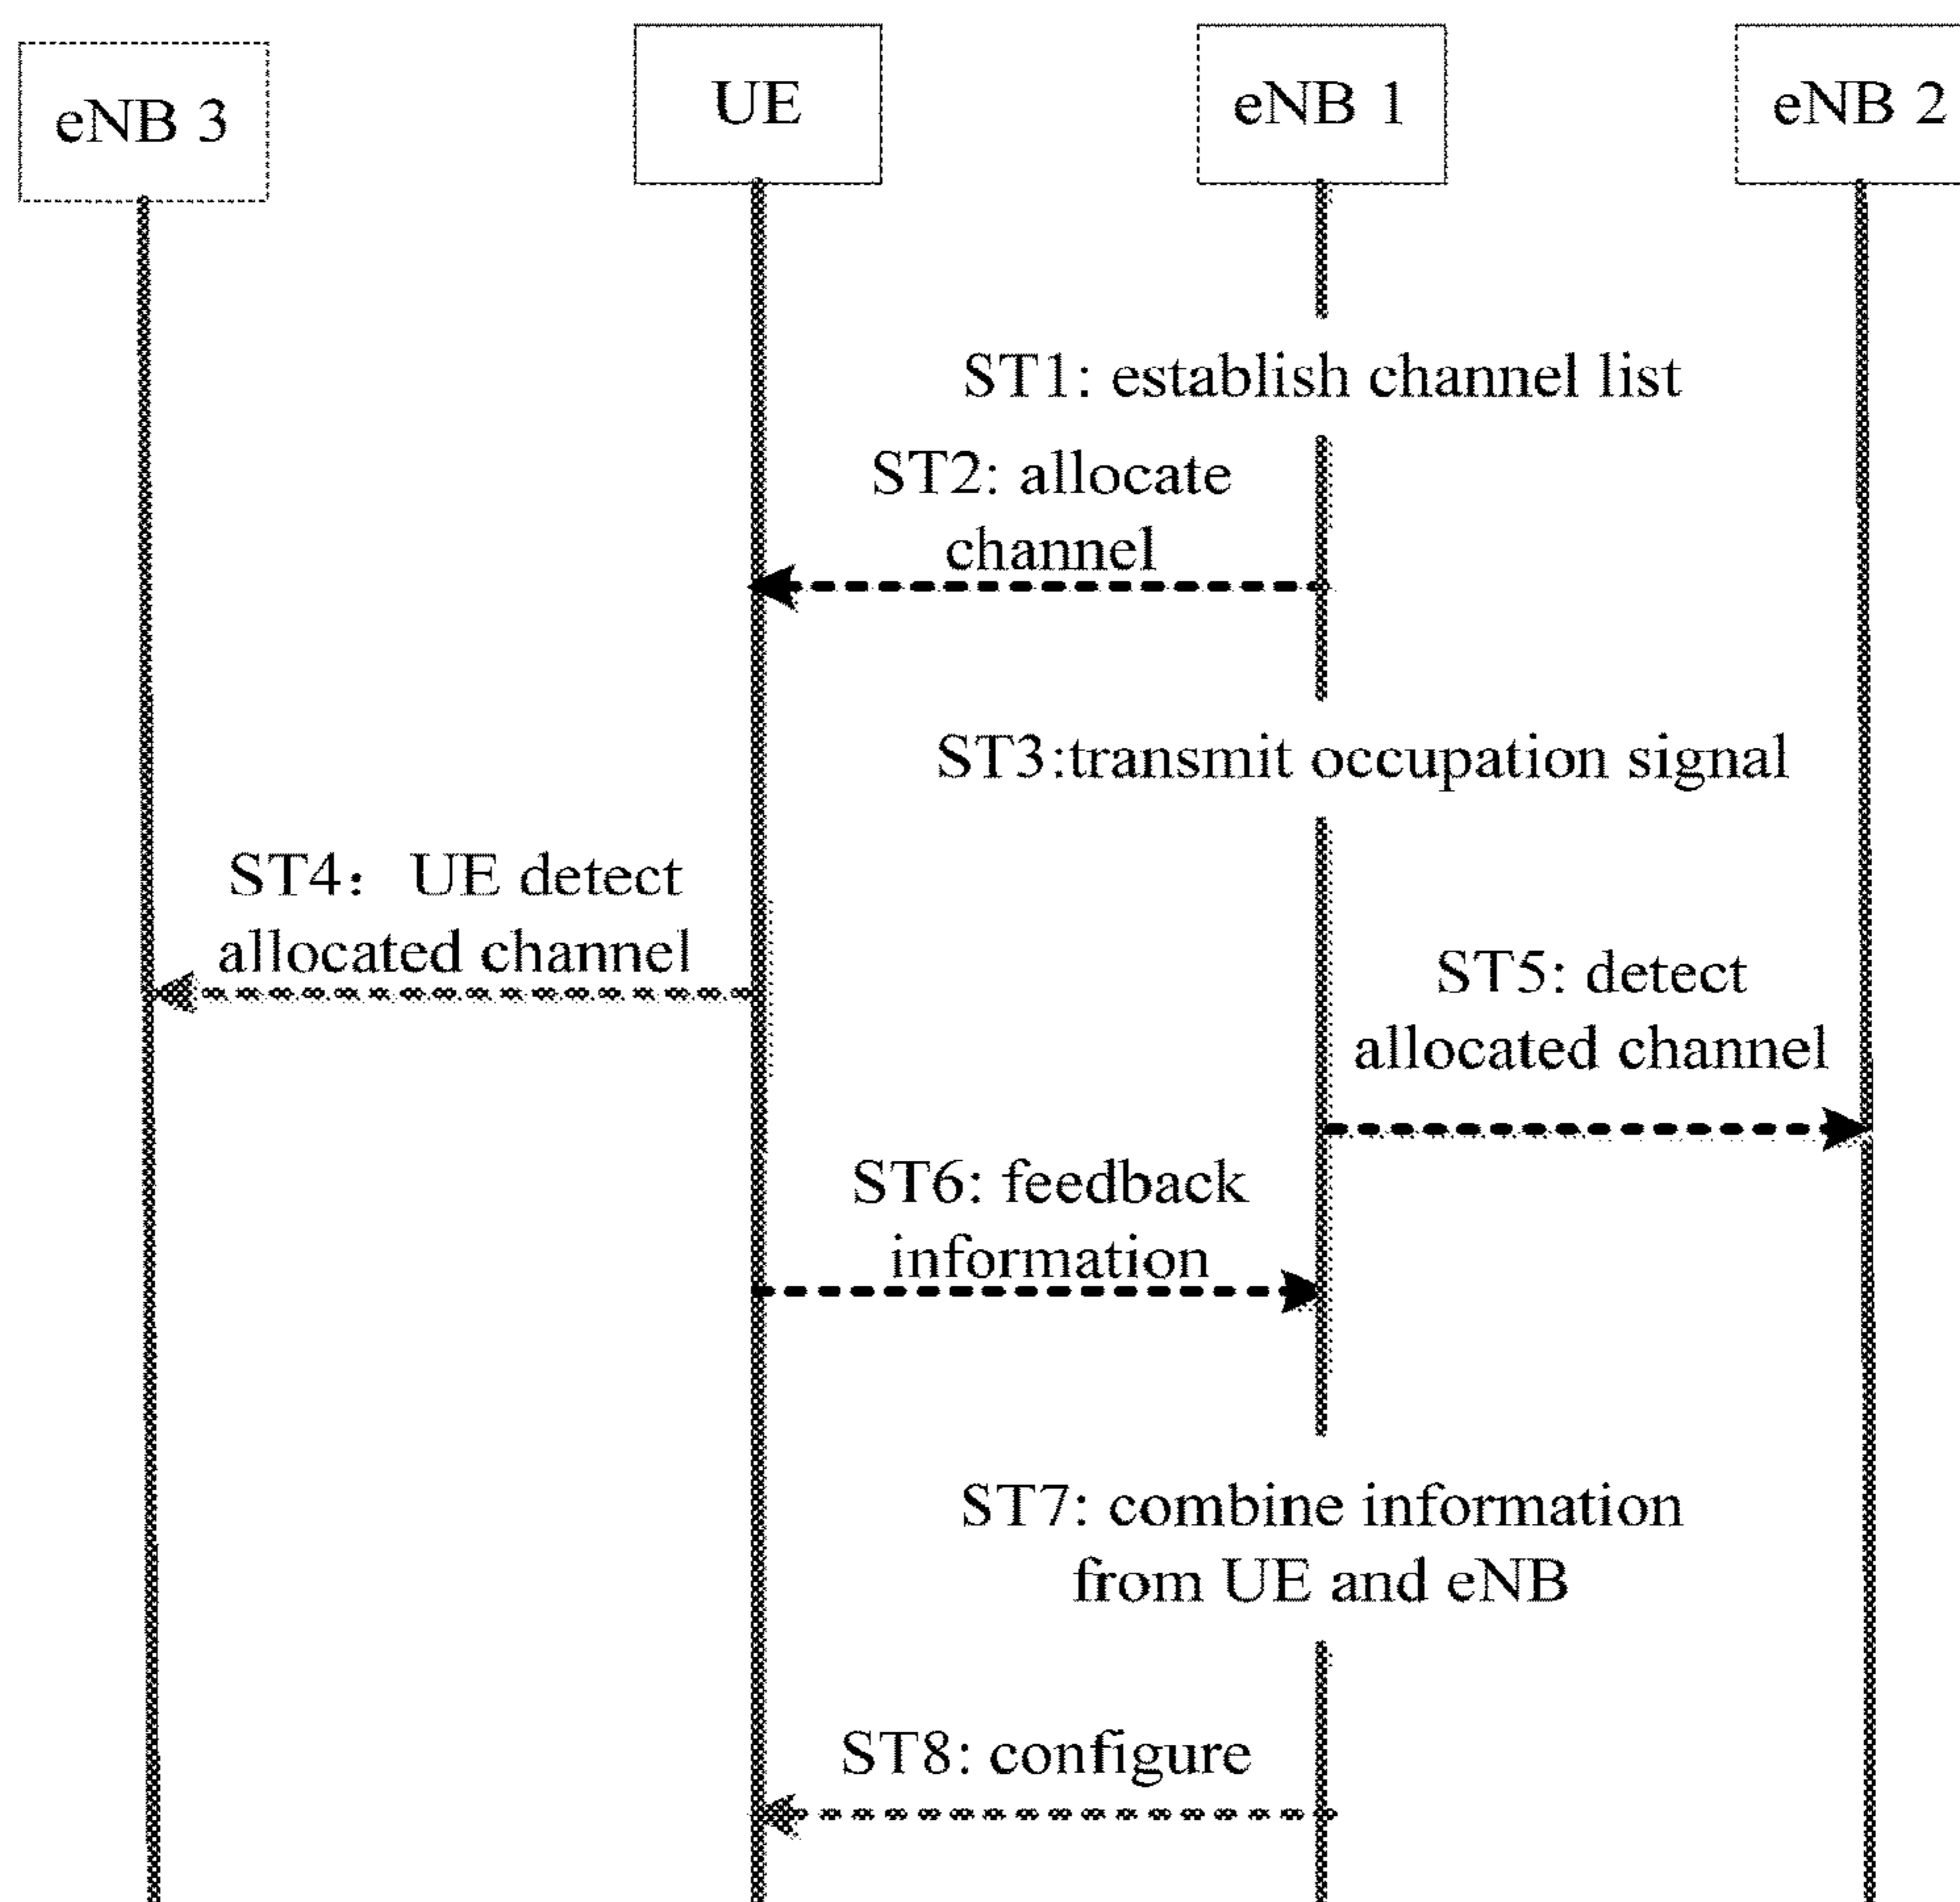 eNB 3
UE
eNB 1
eNB 2
ST1: establish channel list
ST2: allocate
channel
ST3:transmit occupation signal
ST4: UE detect
allocated channel
ST5: detect
allocated channel
ST6: feedback
information
ST7: combine information
from UE and eNB
ST8: configure